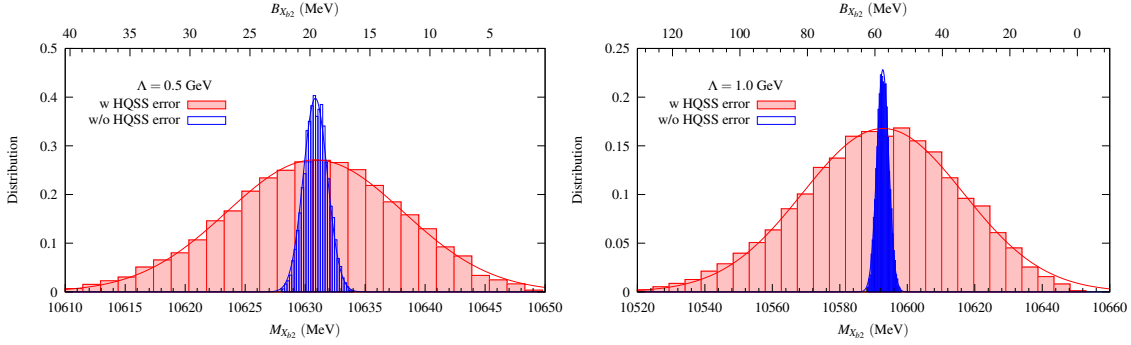 B_{X_{b2}} (MeV)
40 35 30 25 20 15 10 5
0.5
0.4
0.3
0.2
0.1
0
Distribution
Λ = 0.5 GeV
w HQSS error
w/o HQSS error
10610 10615 10620 10625 10630 10635 10640 10645 10650
M_{X_{b2}} (MeV)
B_{X_{b2}} (MeV)
120 100 80 60 40 20 0
0.25
0.2
0.15
0.1
0.05
0
Distribution
Λ = 1.0 GeV
w HQSS error
w/o HQSS error
10520 10540 10560 10580 10600 10620 10640 10660
M_{X_{b2}} (MeV)